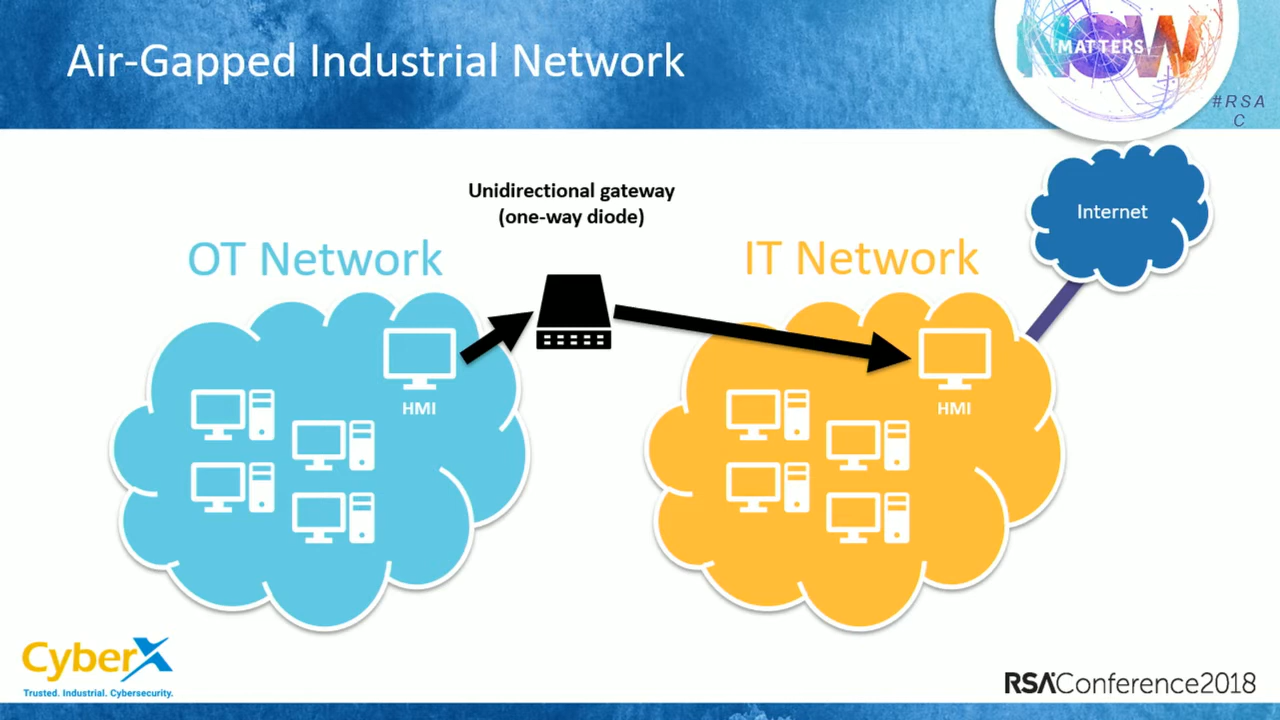 Air-Gapped Industrial Network
NOW
MATTERS
#RSA
C
Internet
Unidirectional gateway
(one-way diode)
OT Network
IT Network
HMI
HMI
CyberX
Trusted. Industrial. Cybersecurity.
RSAConference2018